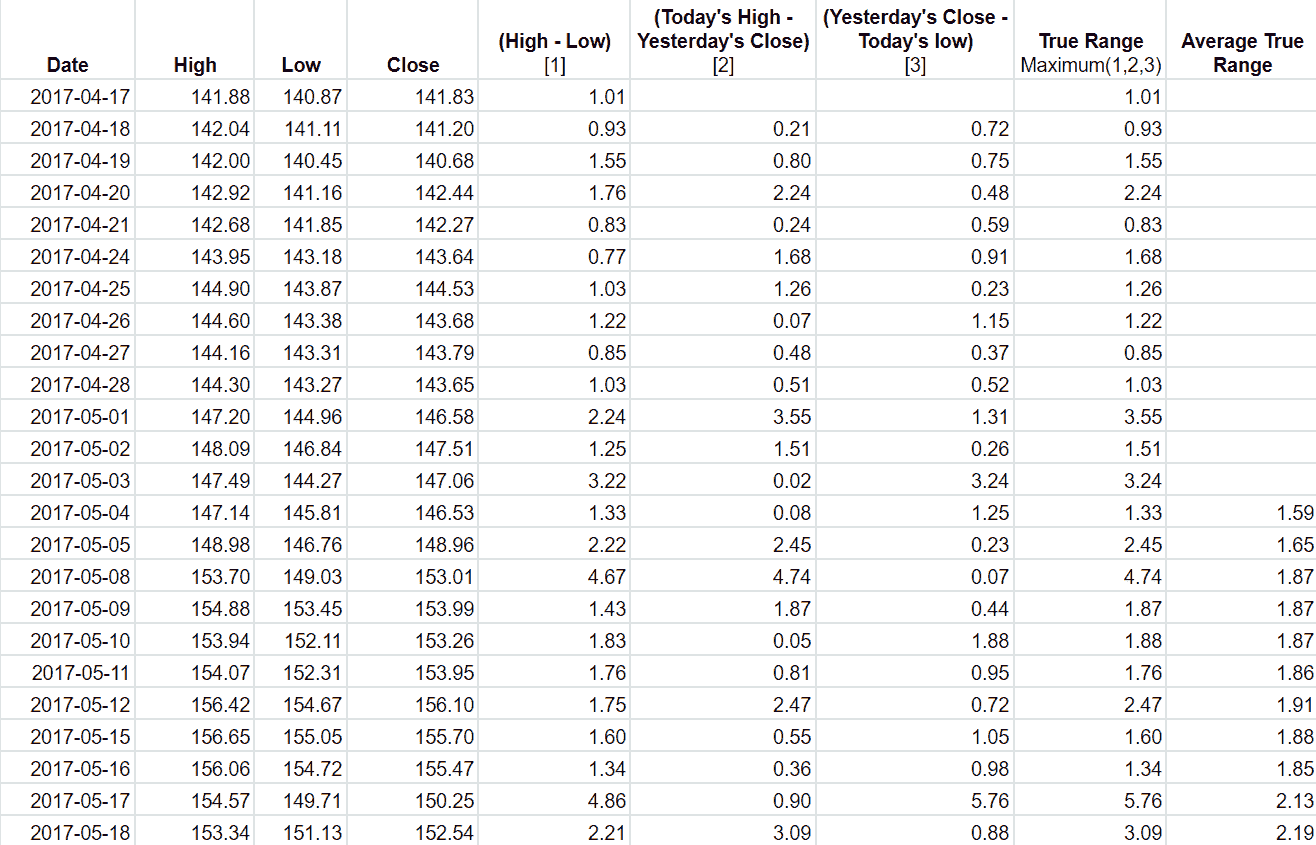 Date High Low Close (High - Low) [1] (Today's High - Yesterday's Close) [2] (Yesterday's Close - Today's low) [3] True Range Maximum(1,2,3) Average True Range
2017-04-17 141.88 140.87 141.83 1.01 1.01
2017-04-18 142.04 141.11 141.20 0.93 0.21 0.72 0.93
2017-04-19 142.00 140.45 140.68 1.55 0.80 0.75 1.55
2017-04-20 142.92 141.16 142.44 1.76 2.24 0.48 2.24
2017-04-21 142.68 141.85 142.27 0.83 0.24 0.59 0.83
2017-04-24 143.95 143.18 143.64 0.77 1.68 0.91 1.68
2017-04-25 144.90 143.87 144.53 1.03 1.26 0.23 1.26
2017-04-26 144.60 143.38 143.68 1.22 0.07 1.15 1.22
2017-04-27 144.16 143.31 143.79 0.85 0.48 0.37 0.85
2017-04-28 144.30 143.27 143.65 1.03 0.51 0.52 1.03
2017-05-01 147.20 144.96 146.58 2.24 3.55 1.31 3.55
2017-05-02 148.09 146.84 147.51 1.25 1.51 0.26 1.51
2017-05-03 147.49 144.27 147.06 3.22 0.02 3.24 3.24
2017-05-04 147.14 145.81 146.53 1.33 0.08 1.25 1.33 1.59
2017-05-05 148.98 146.76 148.96 2.22 2.45 0.23 2.45 1.65
2017-05-08 153.70 149.03 153.01 4.67 4.74 0.07 4.74 1.87
2017-05-09 154.88 153.45 153.99 1.43 1.87 0.44 1.87 1.87
2017-05-10 153.94 152.11 153.26 1.83 0.05 1.88 1.88 1.87
2017-05-11 154.07 152.31 153.95 1.76 0.81 0.95 1.76 1.86
2017-05-12 156.42 154.67 156.10 1.75 2.47 0.72 2.47 1.91
2017-05-15 156.65 155.05 155.70 1.60 0.55 1.05 1.60 1.88
2017-05-16 156.06 154.72 155.47 1.34 0.36 0.98 1.34 1.85
2017-05-17 154.57 149.71 150.25 4.86 0.90 5.76 5.76 2.13
2017-05-18 153.34 151.13 152.54 2.21 3.09 0.88 3.09 2.19